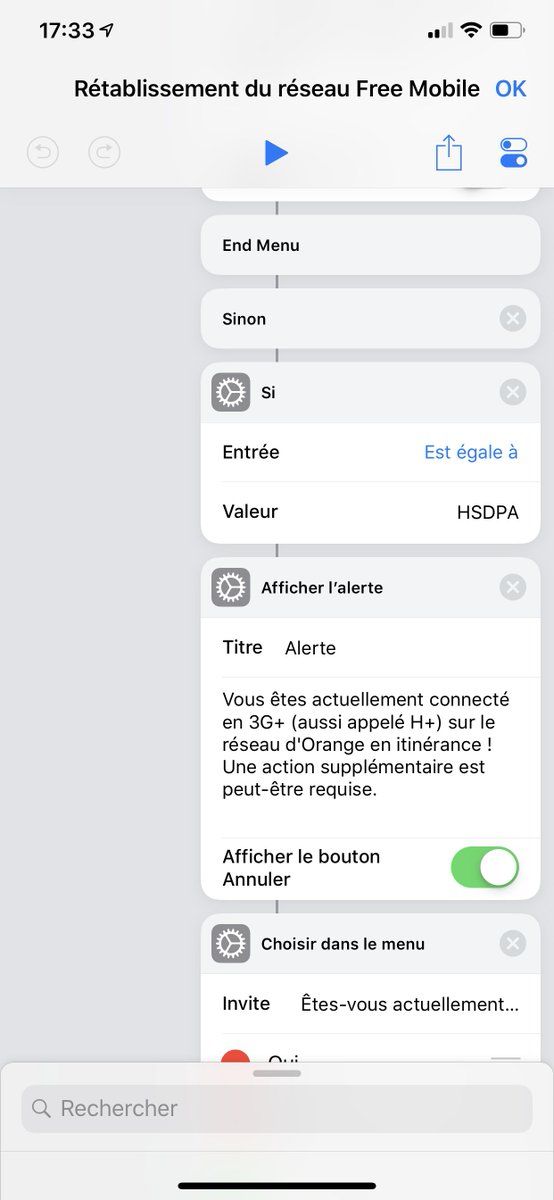 17:33
Rétablissement du réseau Free Mobile OK
End Menu
Sinon
Si
Entrée Est égale à
Valeur HSDPA
Afficher l'alerte
Titre Alerte
Vous êtes actuellement connecté
en 3G+ (aussi appelé H+) sur le
réseau d'Orange en itinérance !
Une action supplémentaire est
peut-être requise.
Afficher le bouton
Annuler
Choisir dans le menu
Invite Êtes-vous actuellement...
Oui
Rechercher